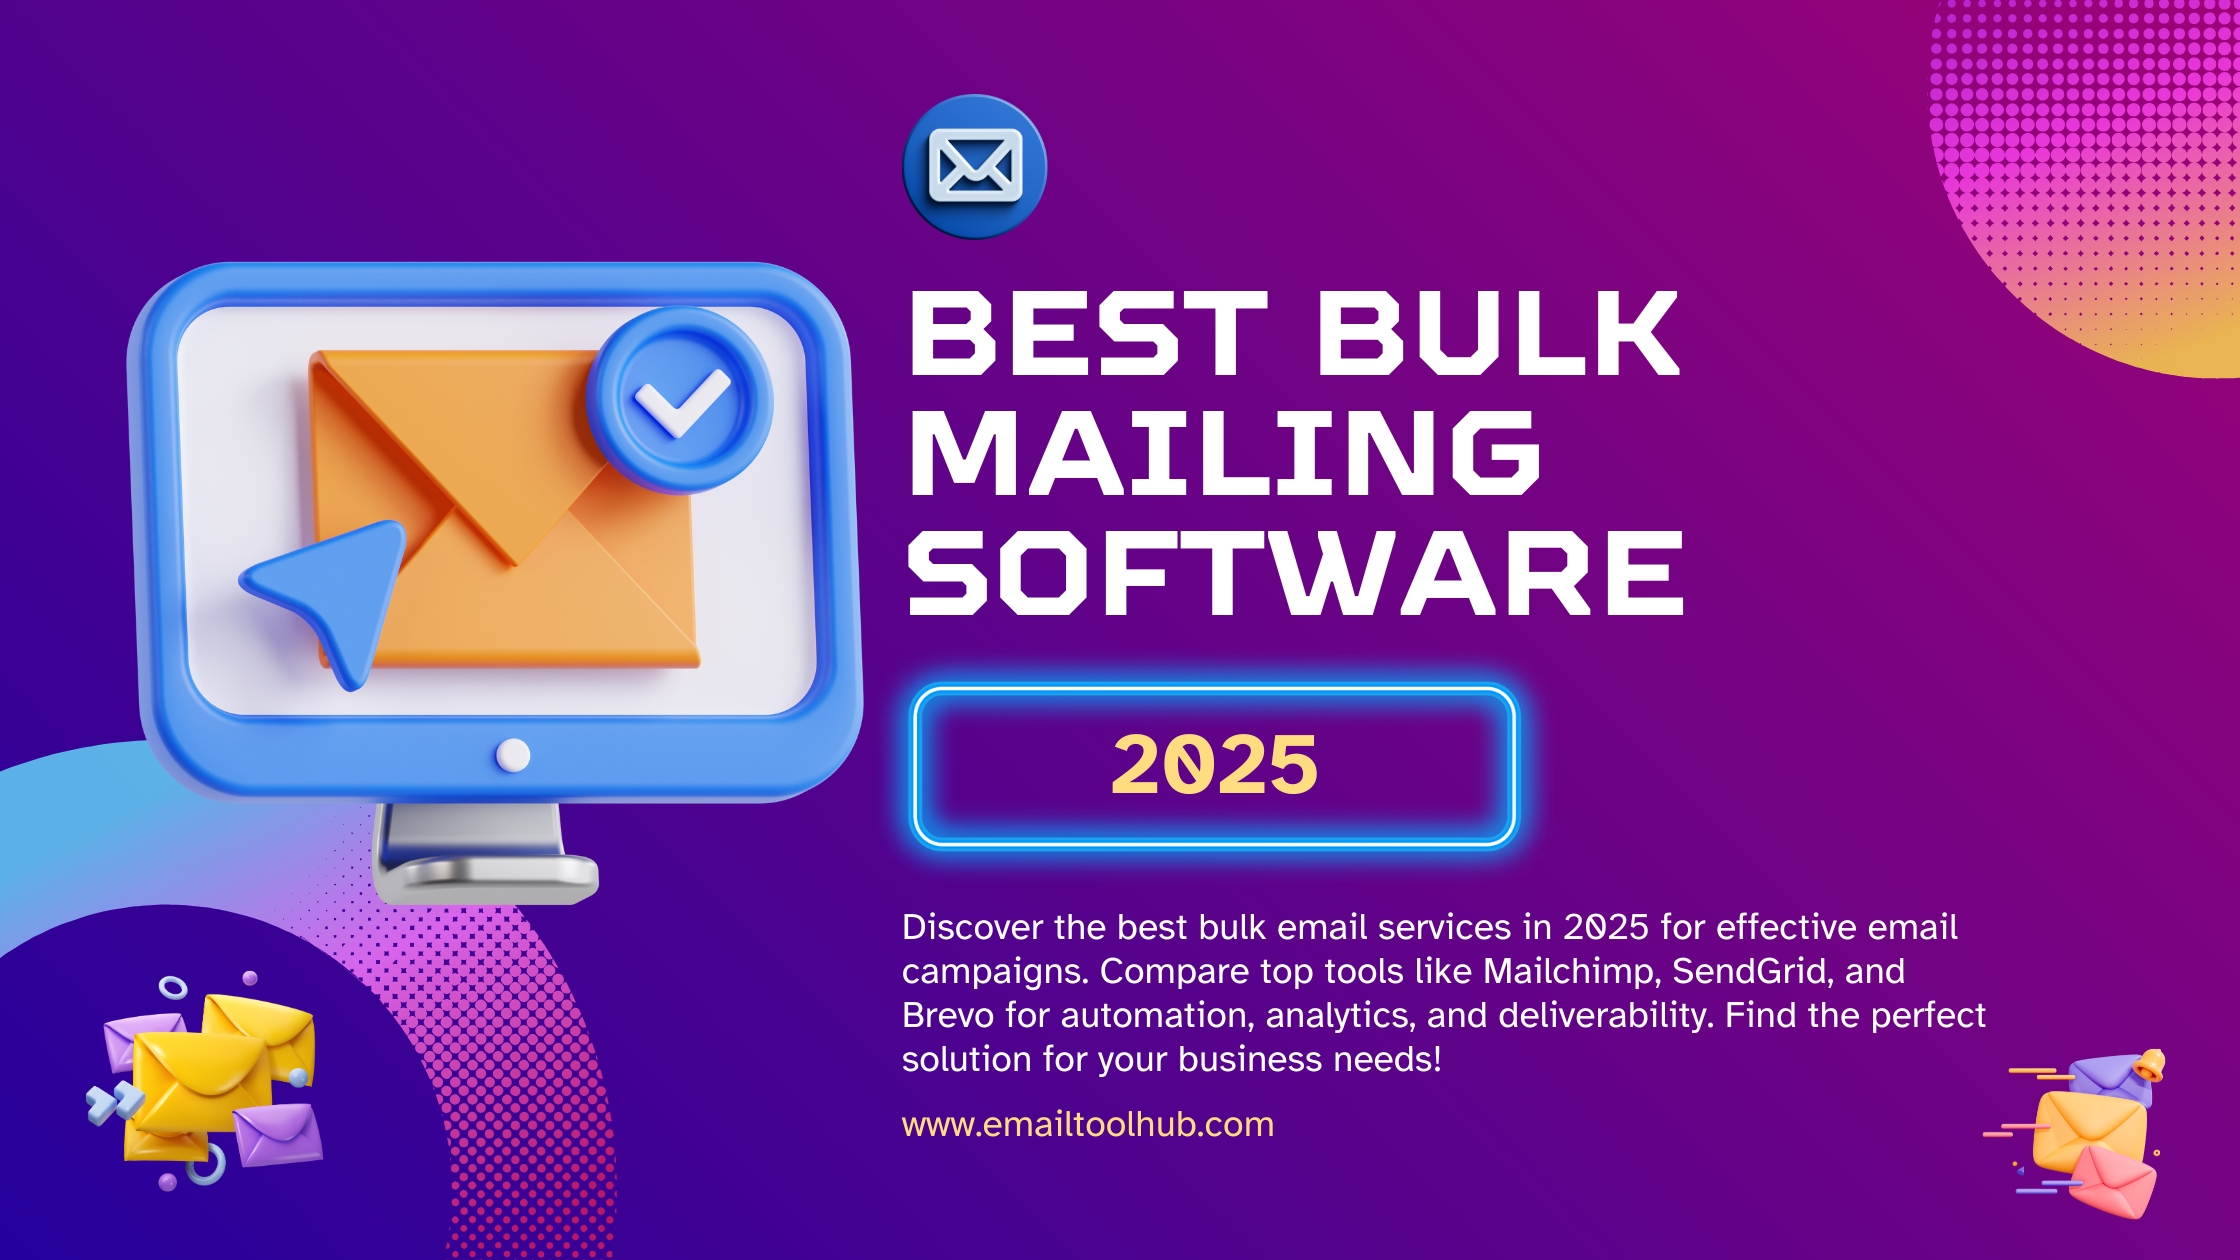 BEST BULK
MAILING
SOFTWARE
2025
Discover the best bulk email services in 2025 for effective email
campaigns. Compare top tools like Mailchimp, SendGrid, and
Brevo for automation, analytics, and deliverability. Find the perfect
solution for your business needs!
www.emailtoolhub.com